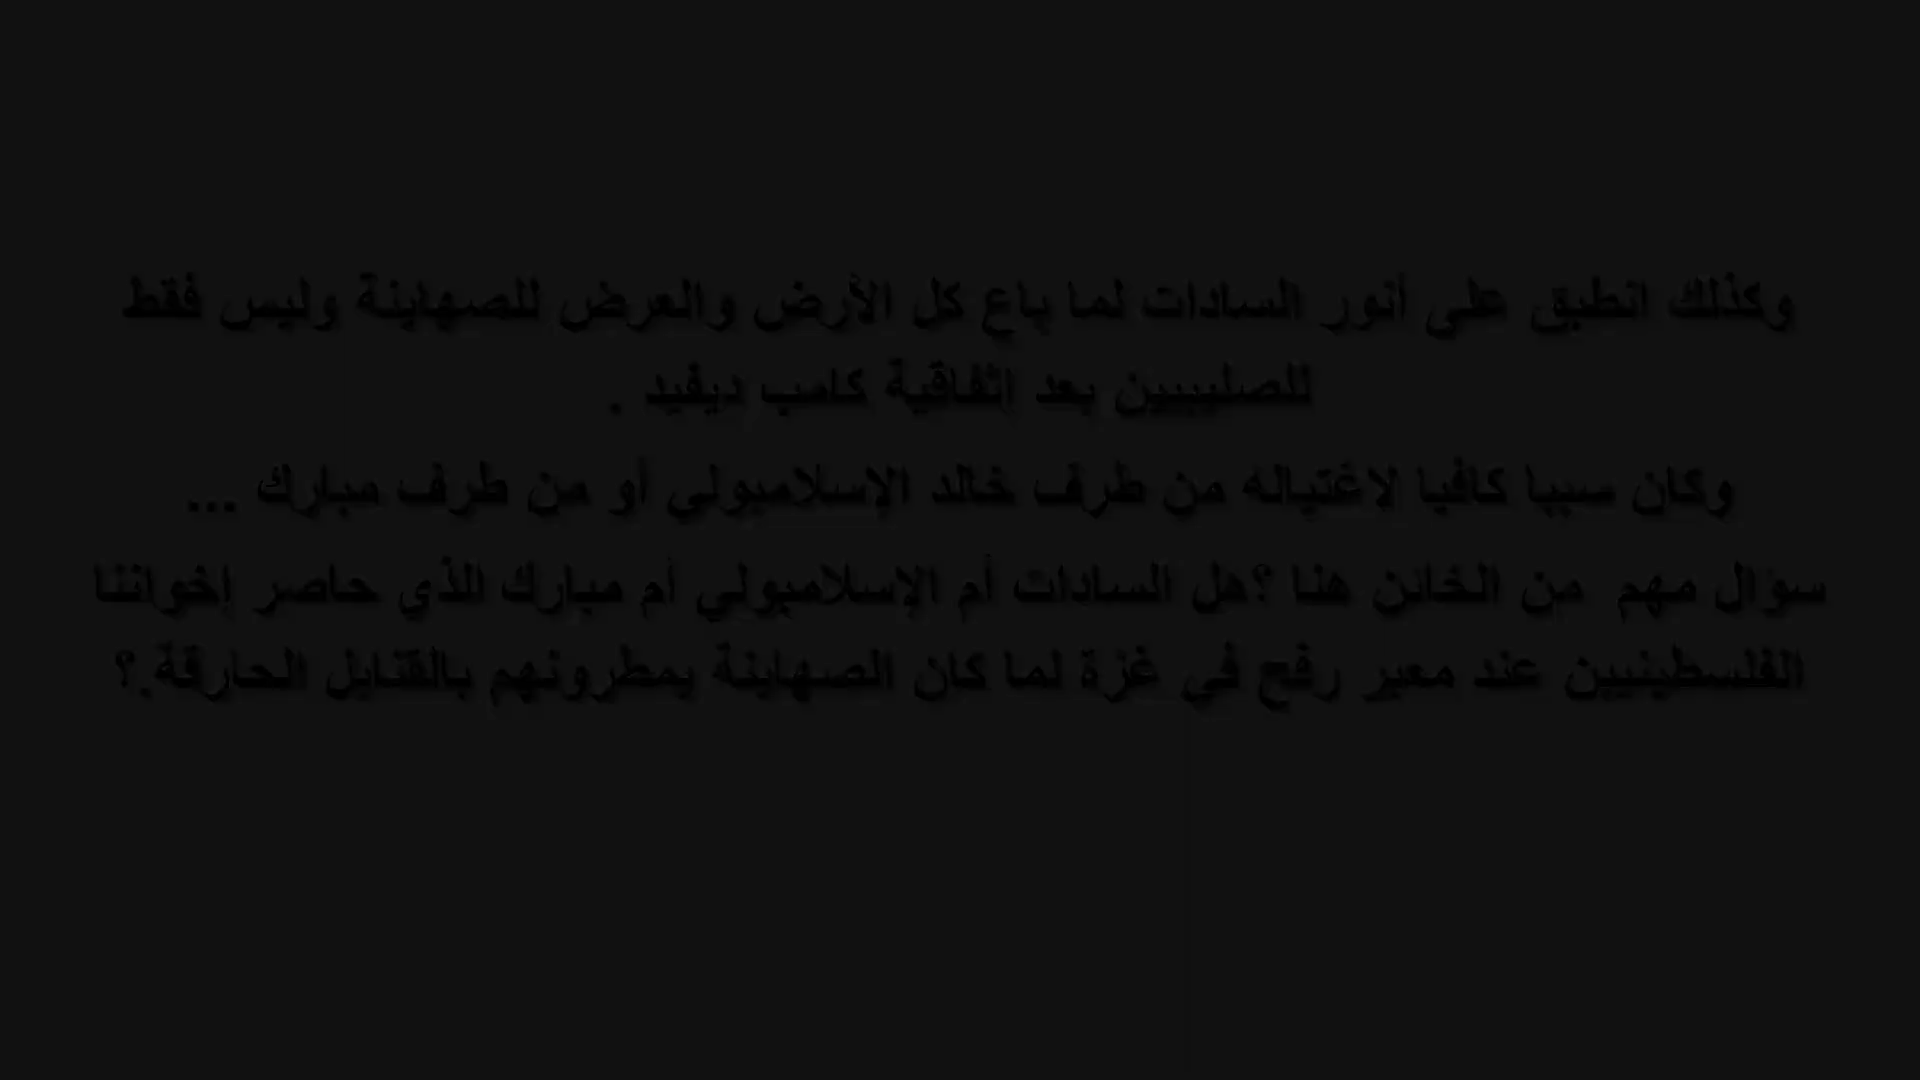 وكذلك انطبق على أنور السادات لما باع كل الأرض والعرض للصهاينة وليس فقط
للصليبيين بعد إتفاقية كامب ديفيد .
وكان سببا كافيا لاغتياله من طرف خالد الإسلامبولي أو من طرف مبارك ...
سؤال مهم من الخائن هنا ؟هل السادات أم الإسلامبولي أم مبارك الذي حاصر إخواننا
الفلسطينيين عند معبر رفح في غزة لما كان الصهاينة يمطرونهم بالقنابل الحارقة.؟